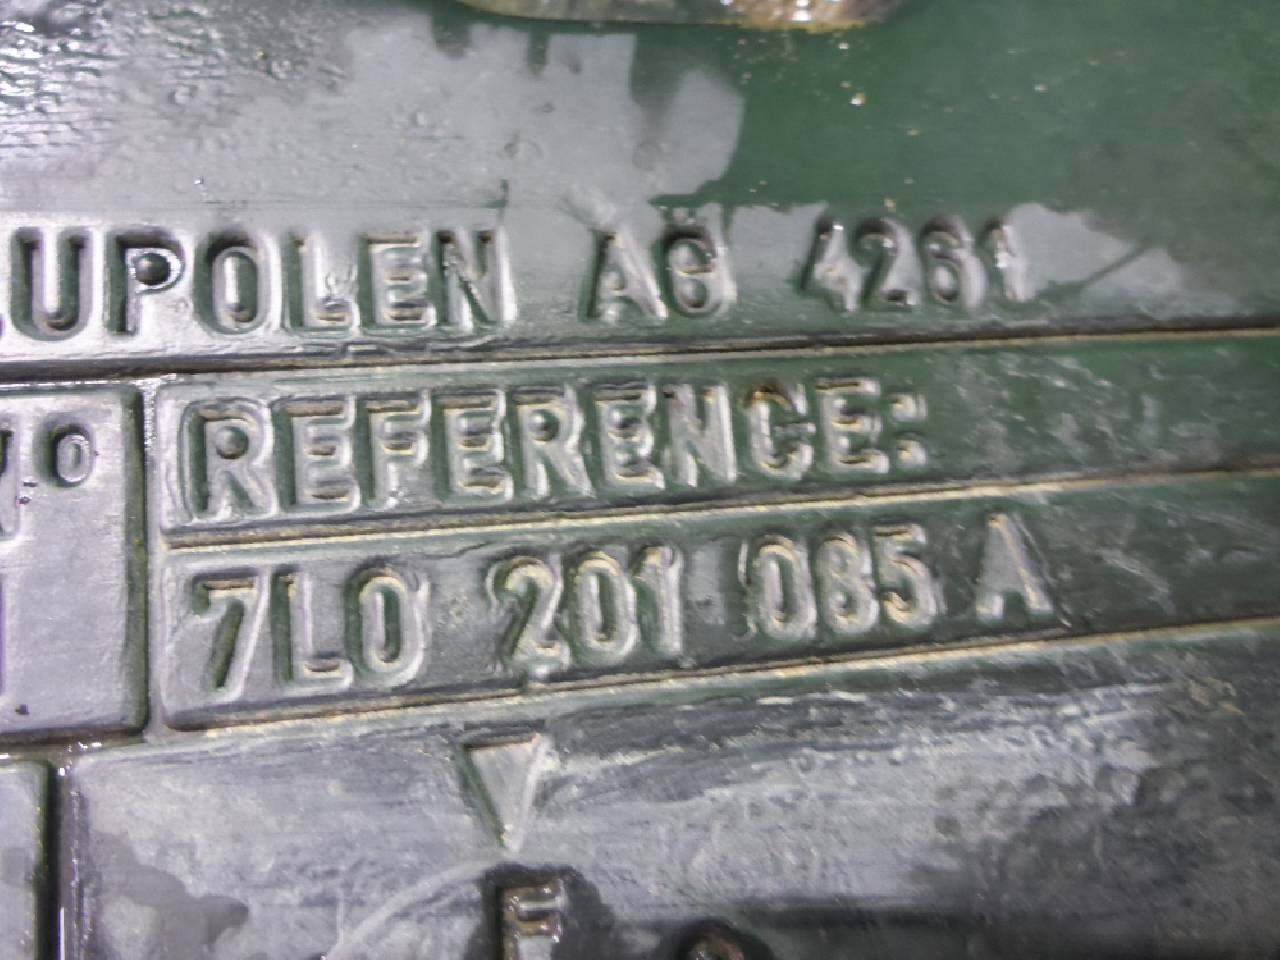 LUPOLEN AG 4261
N° REFERENCE:
7L0 201 085 A
F